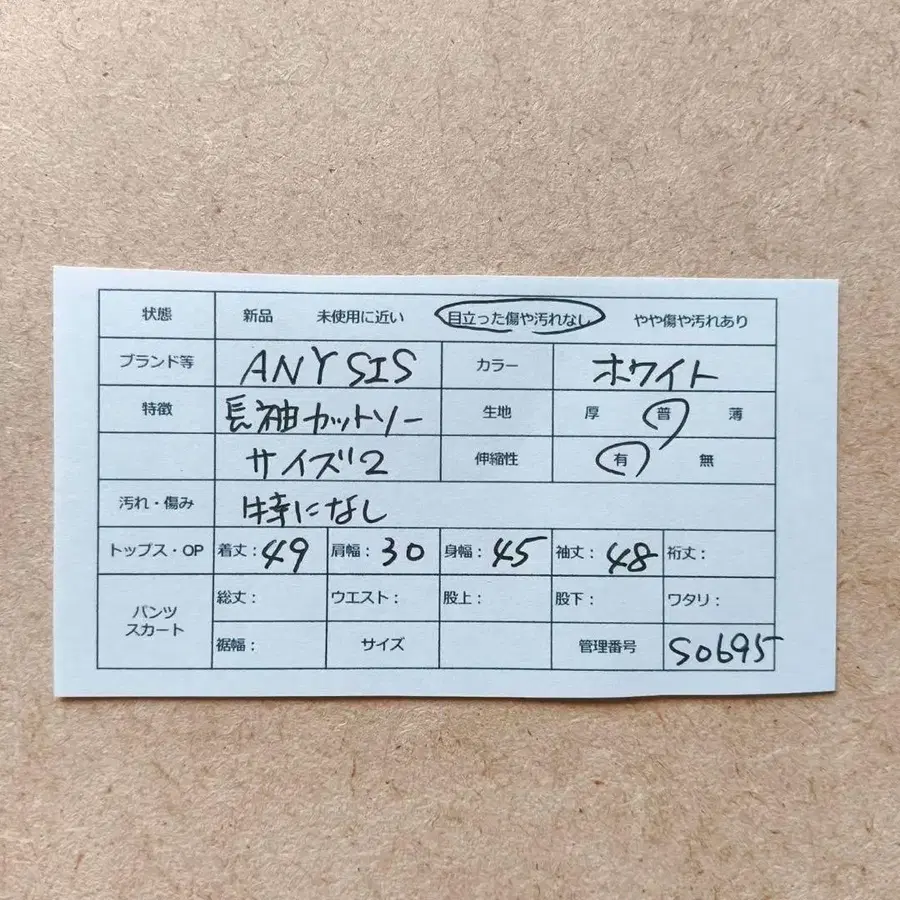 状態 新品 未使用に近い 目立った傷や汚れない やや傷や汚れあり
ブランド等 ANY SIS カラー ホワイト
特徴 長袖カットソー 生地 厚 普 薄
サイズ2 伸縮性 有 無
汚れ・傷み 特になし
トップス・OP 着丈：49 肩幅：30 身幅：45 袖丈：48 裄丈：
パンツ スカート 総丈： ウエスト： 股上： 股下： ワタリ：
裾幅： サイズ 管理番号 S0695